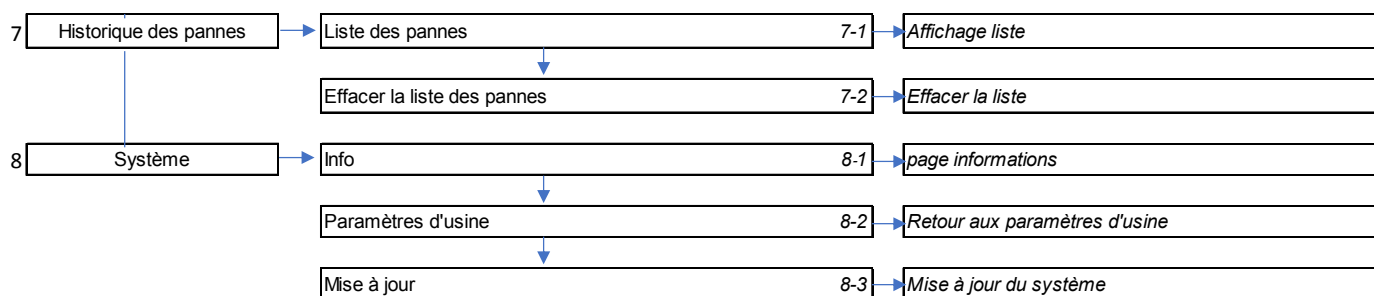 7 Historique des pannes Liste des pannes 7-1 Affichage liste
Effacer la liste des pannes 7-2 Effacer la liste
8 Système Info 8-1 page informations
Paramètres d'usine 8-2 Retour aux paramètres d'usine
Mise à jour 8-3 Mise à jour du système